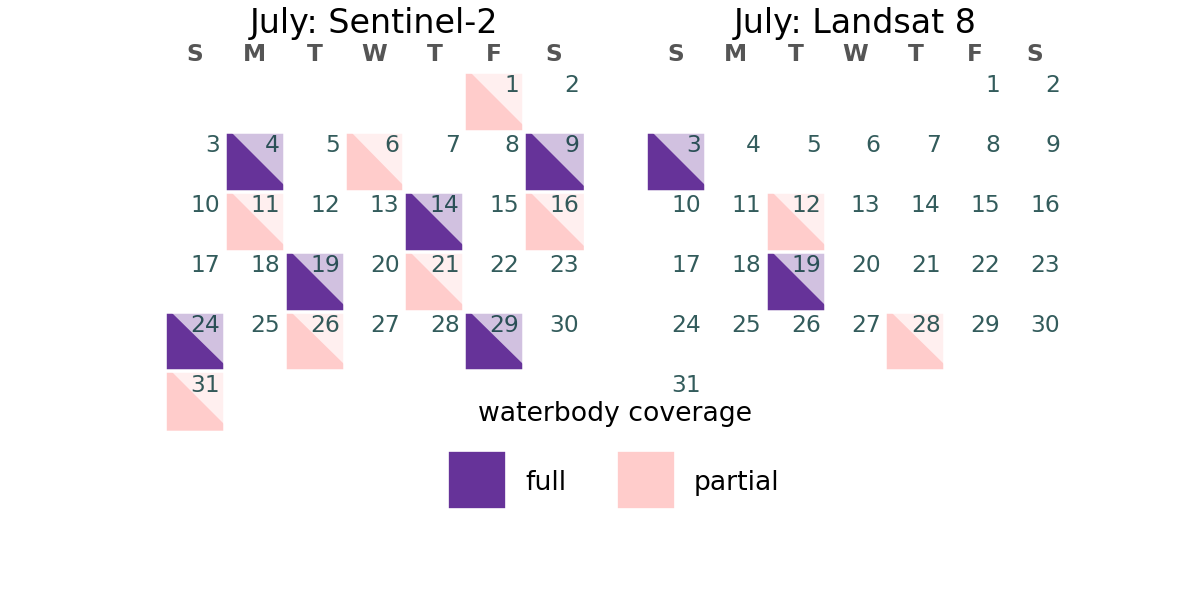 July: Sentinel-2
S M T W T F S
1 2
3 4 5 6 7 8 9
10 11 12 13 14 15 16
17 18 19 20 21 22 23
24 25 26 27 28 29 30
31
July: Landsat 8
S M T W T F S
1 2
3 4 5 6 7 8 9
10 11 12 13 14 15 16
17 18 19 20 21 22 23
24 25 26 27 28 29 30
31
waterbody coverage
full partial